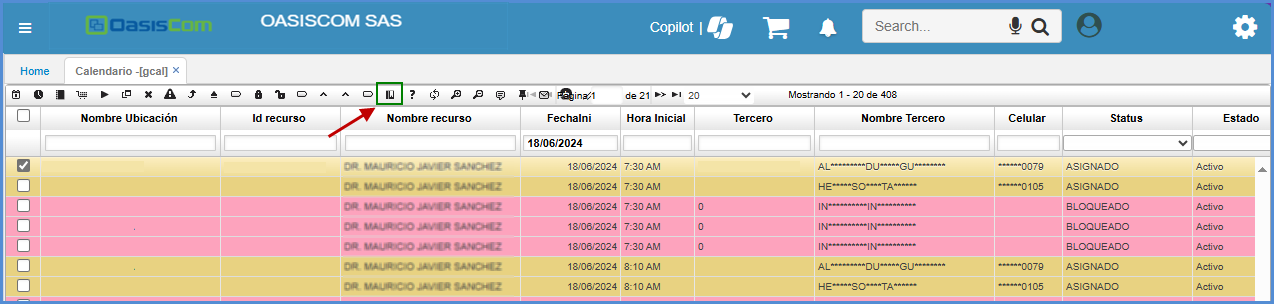 OasisCom
OASISCOM SAS
Copilot |
Search...
Home
Calendario -[gcal] ×
Página 1 de 21
20
Mostrando 1 - 20 de 408
Nombre Ubicación Id recurso Nombre recurso FechaIni Hora Inicial Tercero Nombre Tercero Celular Status Estado
18/06/2024
DR. MAURICIO JAVIER SANCHEZ 18/06/2024 7:30 AM AL*********DU*****GU******** ******0079 ASIGNADO Activo
DR. MAURICIO JAVIER SANCHEZ 18/06/2024 7:30 AM HE*****SO****TA****** ******0105 ASIGNADO Activo
DR. MAURICIO JAVIER SANCHEZ 18/06/2024 7:30 AM 0 IN**********IN********** BLOQUEADO Activo
DR. MAURICIO JAVIER SANCHEZ 18/06/2024 7:30 AM 0 IN**********IN********** BLOQUEADO Activo
DR. MAURICIO JAVIER SANCHEZ 18/06/2024 7:30 AM 0 IN**********IN********** BLOQUEADO Activo
DR. MAURICIO JAVIER SANCHEZ 18/06/2024 8:10 AM AL*********DU*****GU******** ******0079 ASIGNADO Activo
DR. MAURICIO JAVIER SANCHEZ 18/06/2024 8:10 AM HE*****SO****TA****** ******0105 ASIGNADO Activo